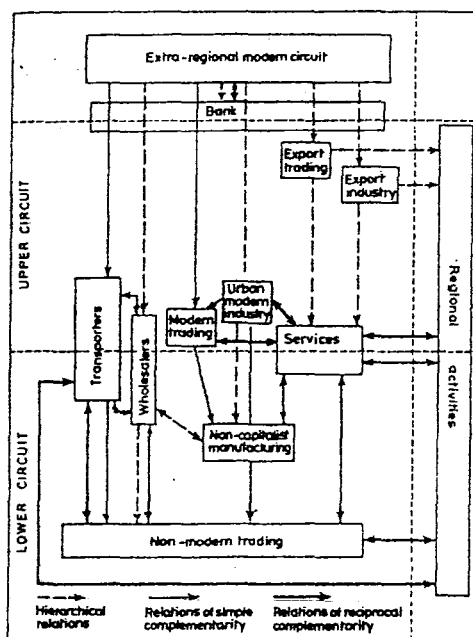 Extra-regional modern circuit
Bank
Export
trading
Export
industry
UPPER CIRCUIT
Regional
activities
Transporters
Wholesalers
Modern
trading
Urban
modern
industry
Services
LOWER CIRCUIT
Non-capitalist
manufacturing
Non-modern trading
Hierarchical
relations
Relations of simple
complementarity
Relations of reciprocal
complementarity